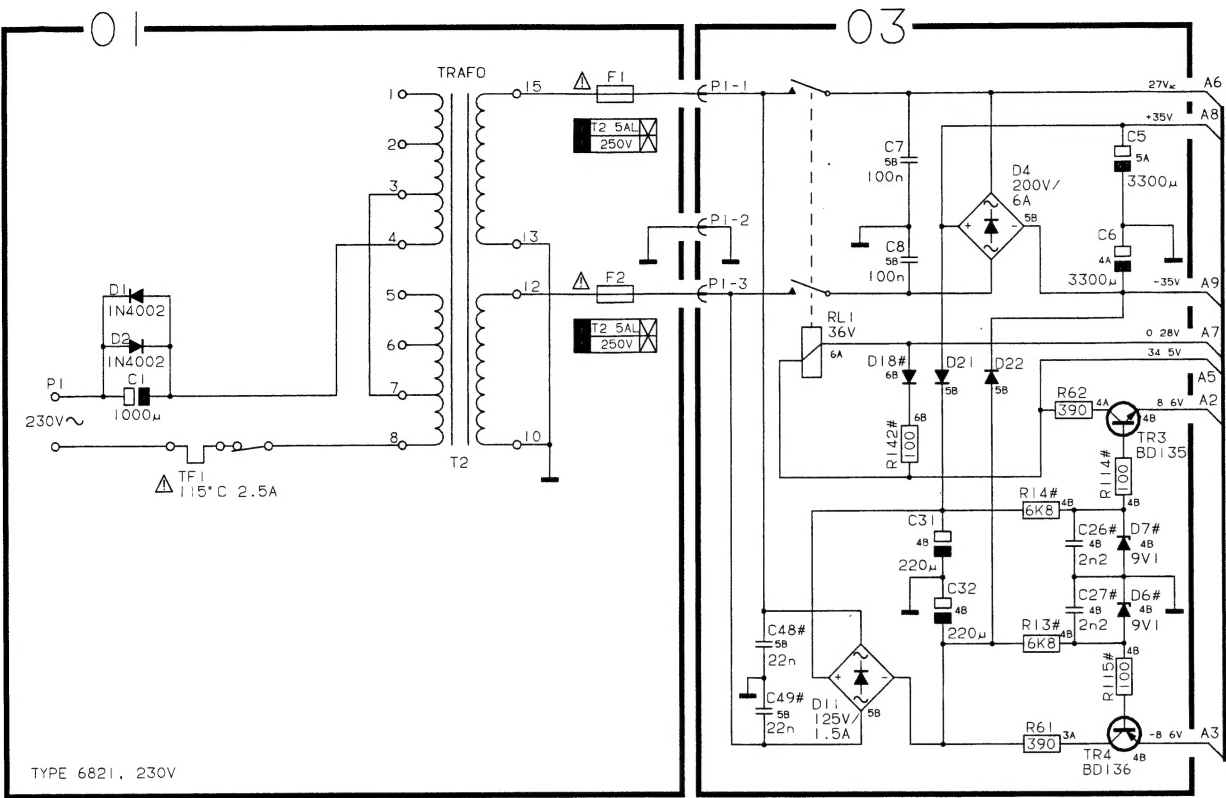 01
03
TRAFO
1
2
3
4
5
6
7
8
15
13
12
10
T2
F1
T2 5AL
250V
F2
T2 5AL
250V
D1
1N4002
D2
1N4002
P1
C1
1000µ
230V~
TF1
115°C 2.5A
TYPE 6821, 230V
P1-1
P1-2
P1-3
27V~
A6
+35V
A8
C7
5B
100n
C8
5B
100n
D4
200V/
6A
5B
+
-
C5
5A
3300µ
C6
4A
3300µ
-35V
A9
RL1
36V
6A
0 28V
A7
34 5V
A5
D18#
6B
D21
5B
D22
5B
R62
390
4A
8 6V
A2
4B
TR3
BD135
6B
R142#
100
R114#
100
4B
R14#
6K8
4B
C31
4B
220µ
C26#
4B
2n2
D7#
4B
9V1
C32
4B
220µ
C27#
4B
2n2
D6#
4B
9V1
R13#
6K8
4B
4B
R115#
100
C48#
5B
22n
C49#
5B
22n
+
-
D11
125V/
1.5A
5B
R61
390
3A
-8 6V
A3
TR4
BD136
4B